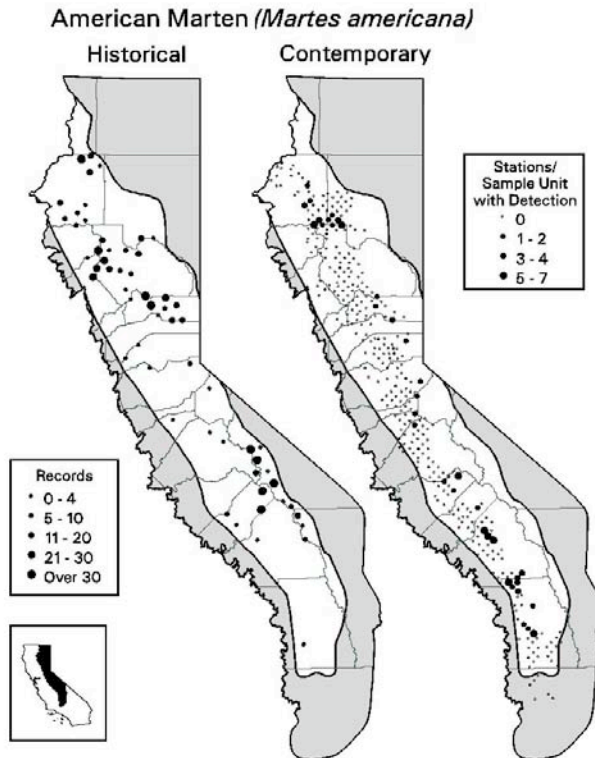 American Marten (Martes americana)
Historical
Contemporary
Stations/
Sample Unit
with Detection
0
1 - 2
3 - 4
5 - 7
Records
0 - 4
5 - 10
11 - 20
21 - 30
Over 30